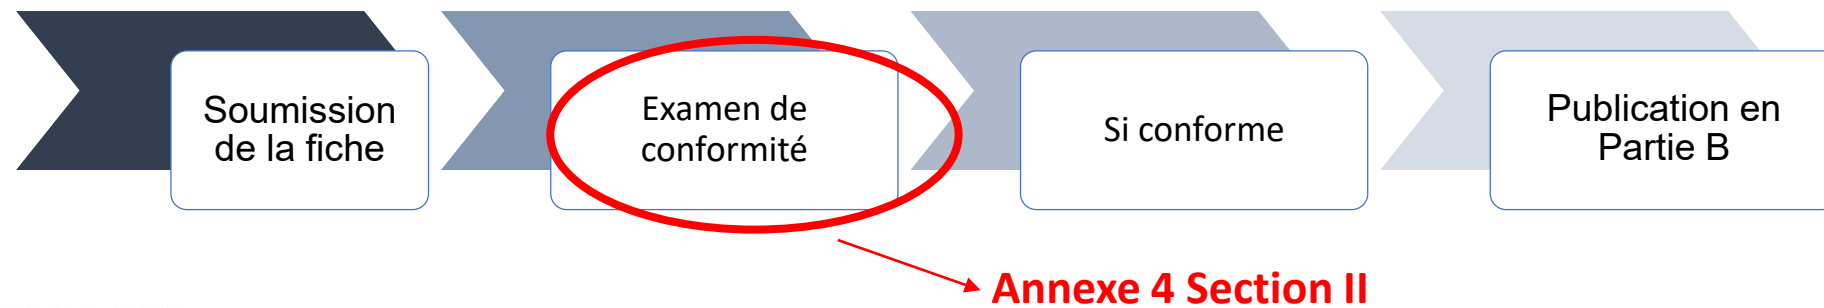 Soumission
de la fiche
Examen de
conformité
Si conforme
Publication en
Partie B
Annexe 4 Section II